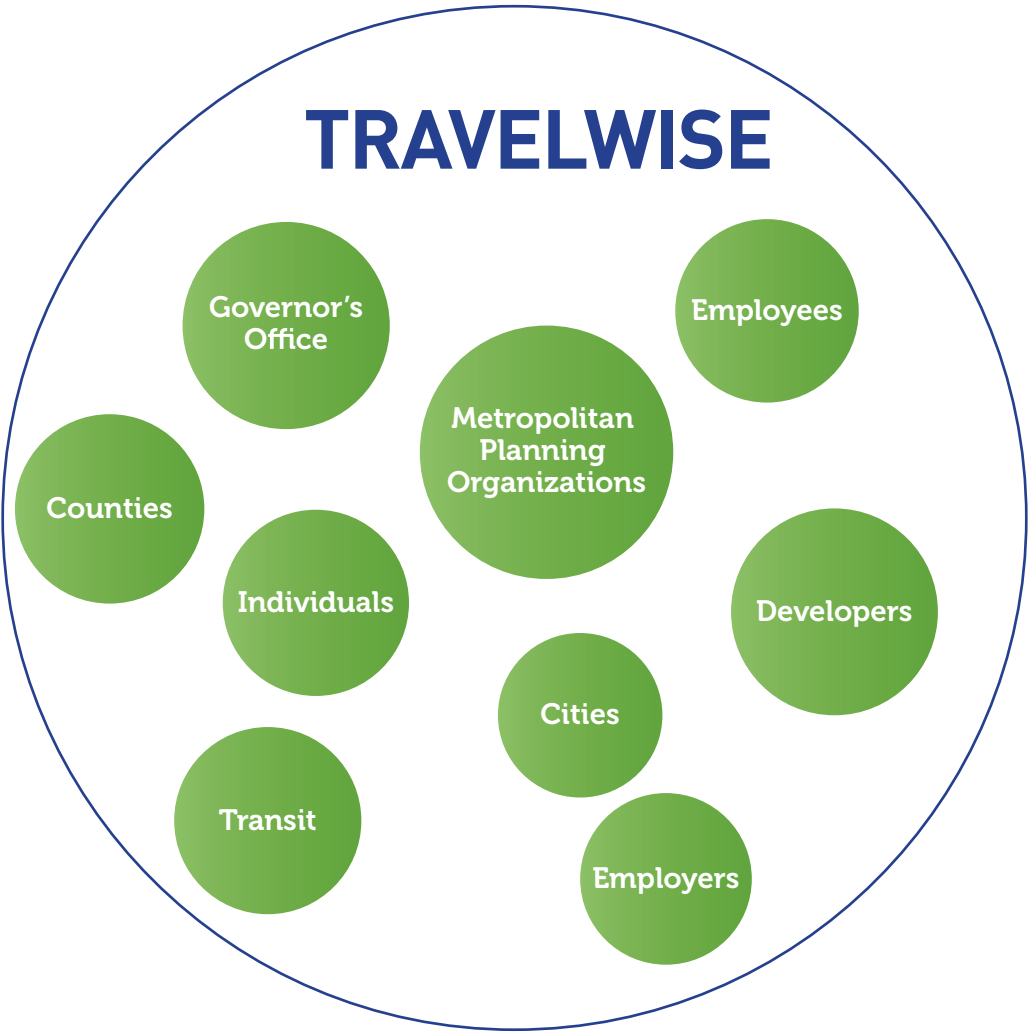 TRAVELWISE
Governor’s
Office
Employees
Metropolitan
Planning
Organizations
Counties
Individuals
Developers
Cities
Transit
Employers